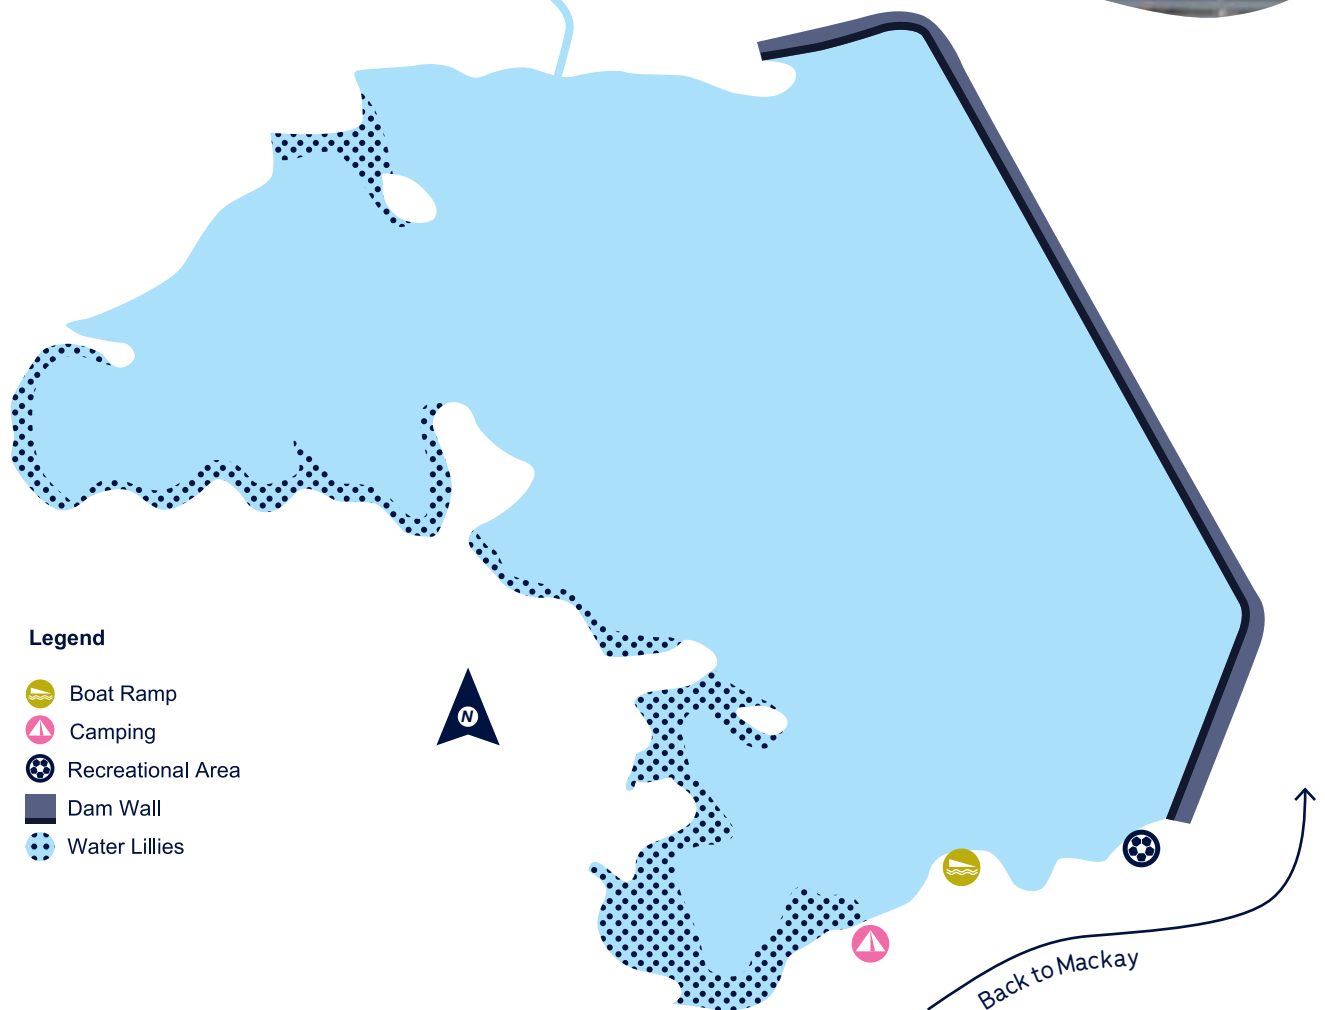 Legend
Boat Ramp
Camping
Recreational Area
Dam Wall
Water Lillies
N
Back to Mackay